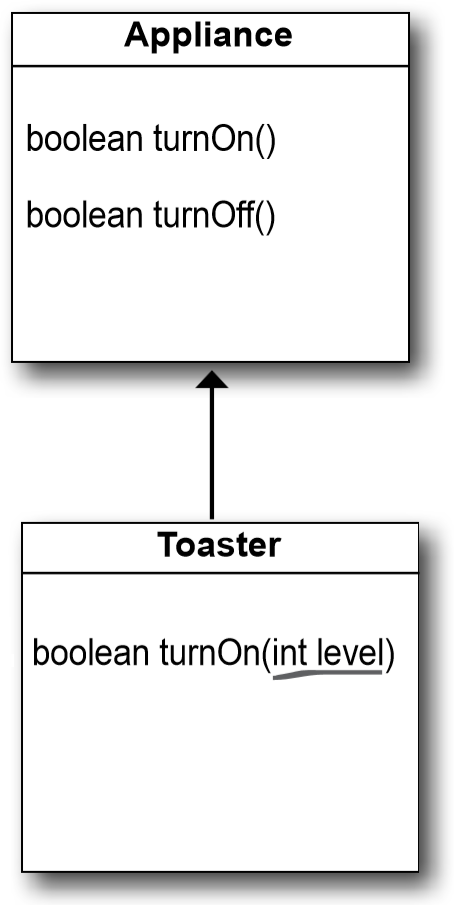 Appliance
boolean turnOn()
boolean turnOff()
Toaster
boolean turnOn(int level)